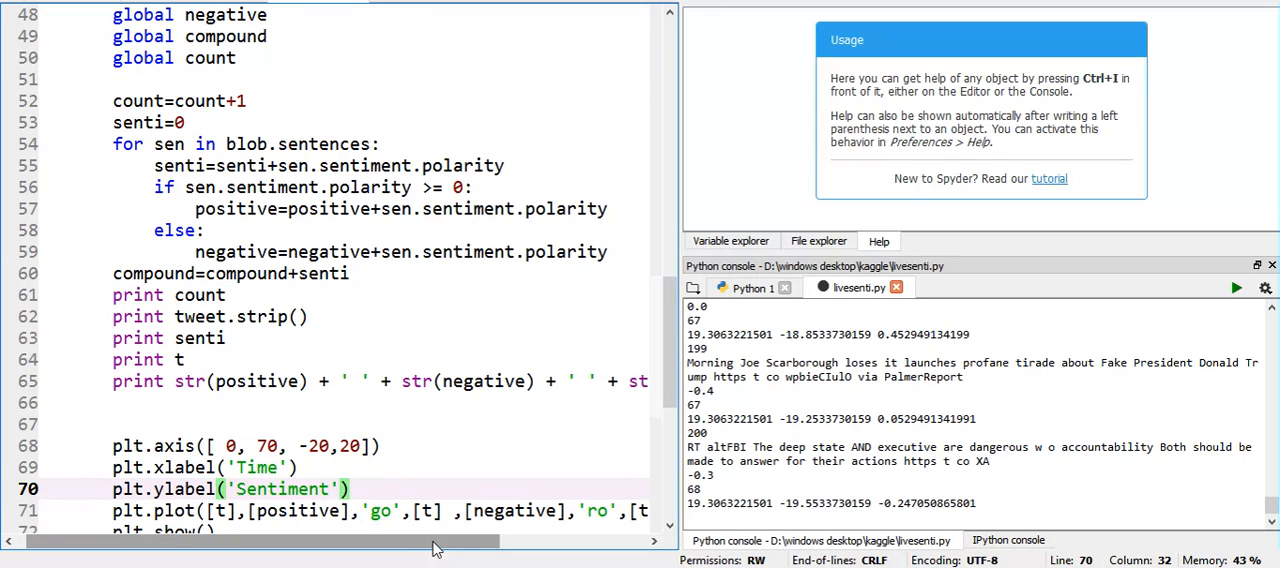 48 global negative
49 global compound
50 global count
51
52 count=count+1
53 senti=0
54 for sen in blob.sentences:
55 senti=senti+sen.sentiment.polarity
56 if sen.sentiment.polarity >= 0:
57 positive=positive+sen.sentiment.polarity
58 else:
59 negative=negative+sen.sentiment.polarity
60 compound=compound+senti
61 print count
62 print tweet.strip()
63 print senti
64 print t
65 print str(positive) + ' ' + str(negative) + ' ' + st
66
67
68 plt.axis([ 0, 70, -20,20])
69 plt.xlabel('Time')
70 plt.ylabel('Sentiment')
71 plt.plot([t],[positive],'go',[t] ,[negative],'ro',[t
72 plt.show()
Usage
Here you can get help of any object by pressing Ctrl+I in
front of it, either on the Editor or the Console.
Help can also be shown automatically after writing a left
parenthesis next to an object. You can activate this
behavior in Preferences > Help.
New to Spyder? Read our tutorial
Variable explorer File explorer Help
Python console - D:\windows desktop\kaggle\livesenti.py
Python 1 livesenti.py
0.0
67
19.3063221501 -18.8533730159 0.452949134199
199
Morning Joe Scarborough loses it launches profane tirade about Fake President Donald Tr
ump https t co wpbieCIulO via PalmerReport
-0.4
67
19.3063221501 -19.2533730159 0.0529491341991
200
RT altFBI The deep state AND executive are dangerous w o accountability Both should be
made to answer for their actions https t co XA
-0.3
68
19.3063221501 -19.5533730159 -0.247050865801
Python console - D:\windows desktop\kaggle\livesenti.py IPython console
Permissions: RW End-of-lines: CRLF Encoding: UTF-8 Line: 70 Column: 32 Memory: 43 %